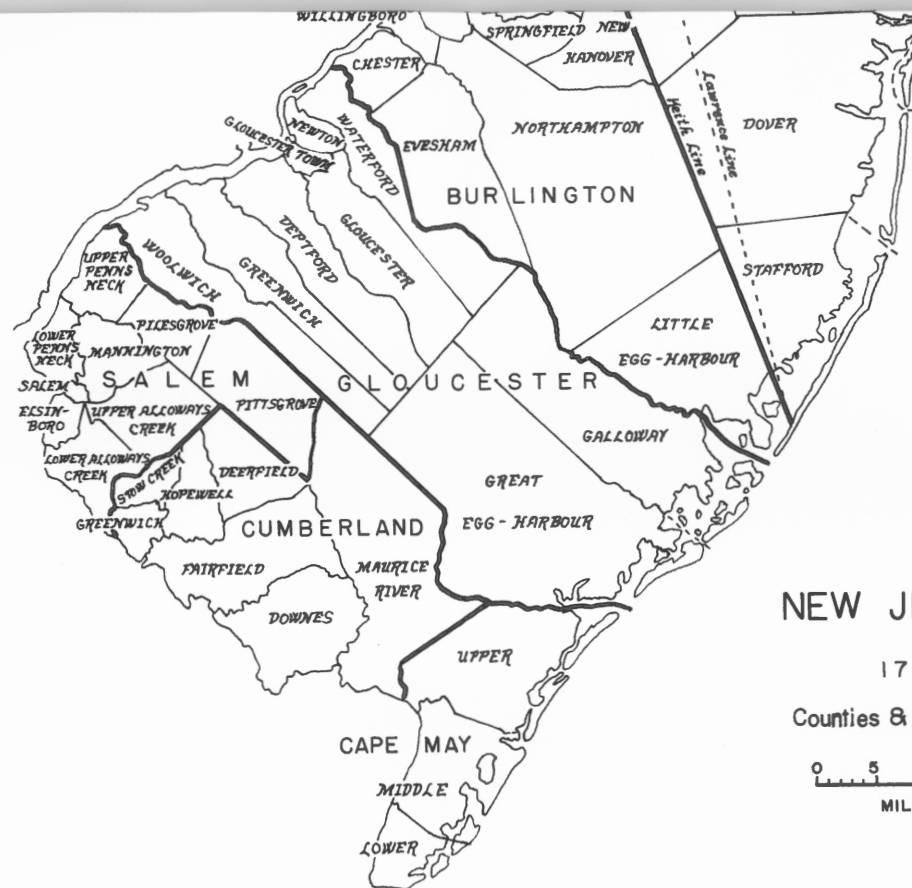 WILLINGBORO
SPRINGFIELD
NEW
HANOVER
CHESTER
Keith Line
Lawrence Line
DOVER
NEWTON
GLOUCESTER TOWN
WATERFORD
EVESHAM
NORTHAMPTON
BURLINGTON
STAFFORD
UPPER
PENNS
NECK
WOOLWICH
GREENWICH
DEPTFORD
GLOUCESTER
LITTLE
EGG-HARBOUR
LOWER
PENNS
NECK
PILESGROVE
MANNINGTON
SALEM
SALEM
GLOUCESTER
ELSIN-
BORO
UPPER ALLOWAYS
CREEK
PITTSGROVE
GALLOWAY
LOWER ALLOWAYS
CREEK
STOW CREEK
HOPEWELL
DEERFIELD
GREAT
EGG-HARBOUR
GREENWICH
CUMBERLAND
FAIRFIELD
MAURICE
RIVER
DOWNES
UPPER
CAPE MAY
MIDDLE
LOWER
NEW J
17
Counties &
0 5
MIL